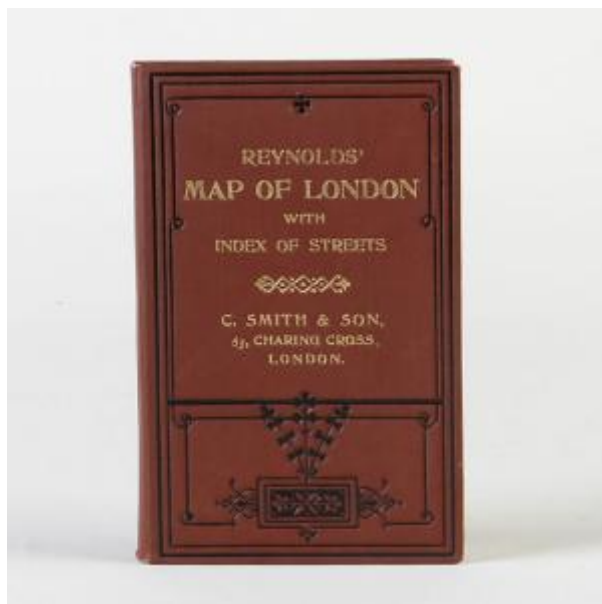 REYNOLDS'
MAP OF LONDON
WITH
INDEX OF STREETS
C. SMITH & SON,
63, CHARING CROSS,
LONDON.